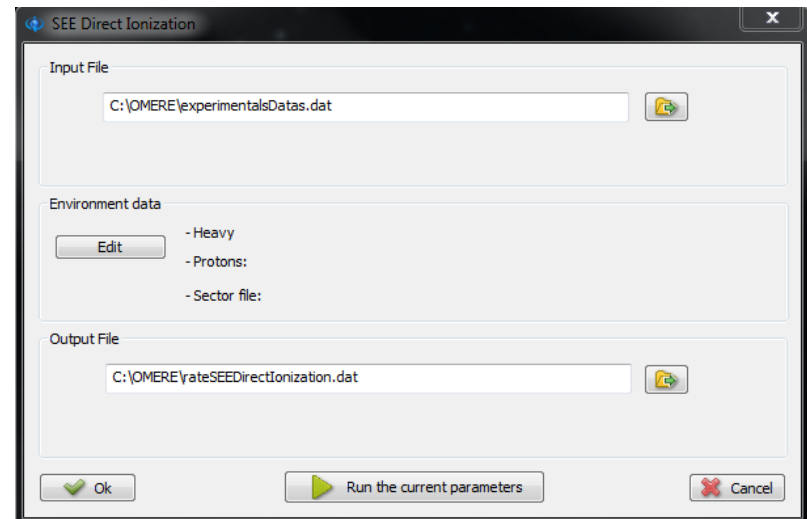 SEE Direct Ionization
x
Input File
C:\OMERE\experimentalsDatas.dat
Environment data
Edit
- Heavy
- Protons:
- Sector file:
Output File
C:\OMERE\rateSEEDirectIonization.dat
Ok
Run the current parameters
Cancel